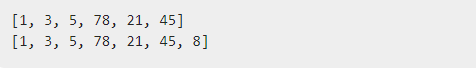 [1, 3, 5, 78, 21, 45]
[1, 3, 5, 78, 21, 45, 8]